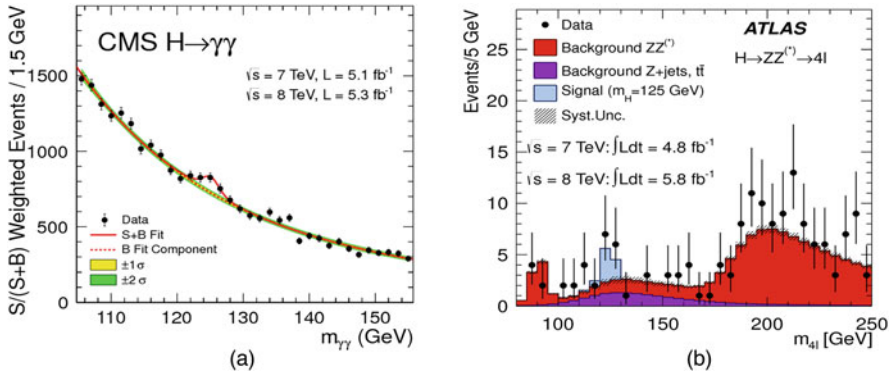 CMS H→γγ
√s = 7 TeV, L = 5.1 fb⁻¹
√s = 8 TeV, L = 5.3 fb⁻¹
S/(S+B) Weighted Events / 1.5 GeV
1500
1000
500
0
Data
S+B Fit
B Fit Component
±1σ
±2 σ
110 120 130 140 150
m_γγ (GeV)
(a)
Data
Background ZZ(*)
Background Z+jets, tt̄
Signal (m_H=125 GeV)
Syst.Unc.
ATLAS
H→ZZ(*)→4l
√s = 7 TeV: ∫Ldt = 4.8 fb⁻¹
√s = 8 TeV: ∫Ldt = 5.8 fb⁻¹
Events/5 GeV
25
20
15
10
5
0
100 150 200 250
m_4l [GeV]
(b)